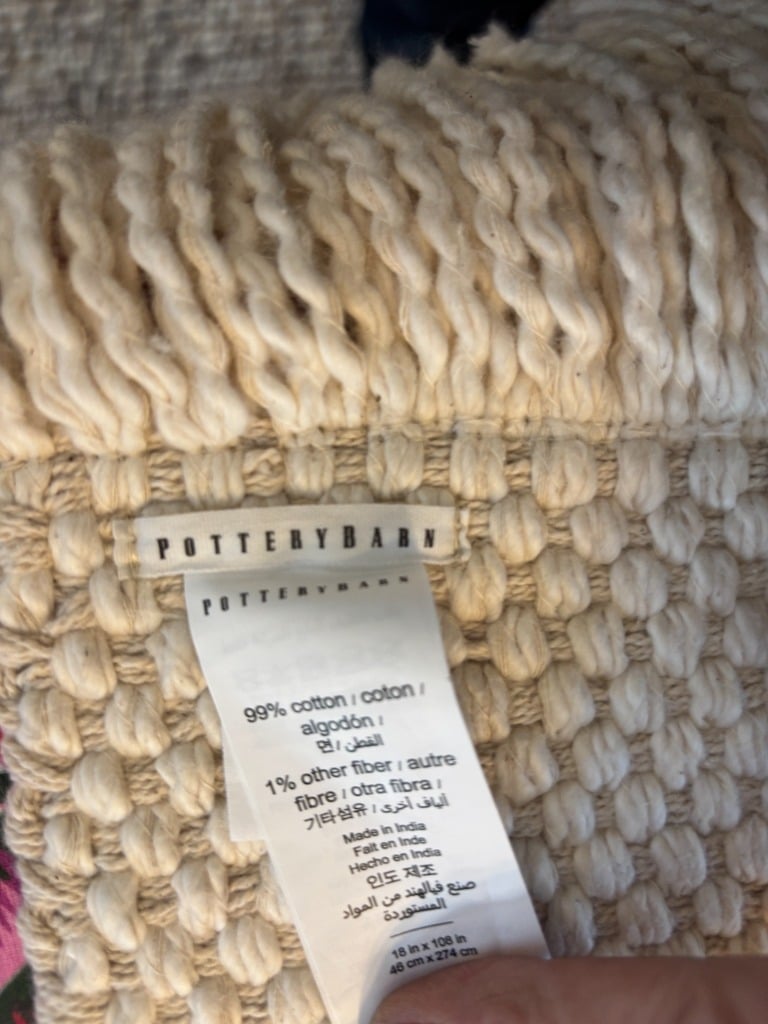 POTTERYBARN
POTTERYBARN
99% cotton / coton /
algodón /
면 / القطن
1% other fiber / autre
fibre / otra fibra /
기타섬유 / ألياف أخرى
Made in India
Fait en Inde
Hecho en India
인도 제조
صنع فيالهند من المواد
المستوردة
18 in x 108 in
46 cm x 274 cm